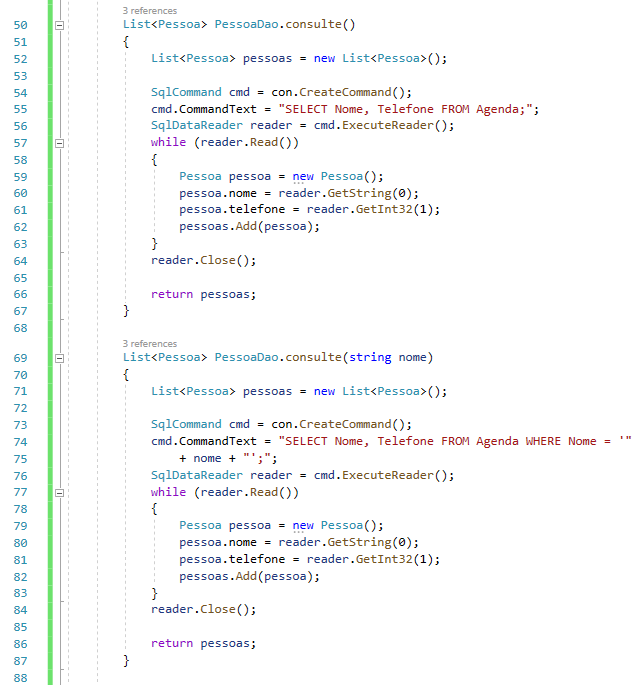 3 references
50 List<Pessoa> PessoaDao.consulte()
51 {
52 List<Pessoa> pessoas = new List<Pessoa>();
53
54 SqlCommand cmd = con.CreateCommand();
55 cmd.CommandText = "SELECT Nome, Telefone FROM Agenda;";
56 SqlDataReader reader = cmd.ExecuteReader();
57 while (reader.Read())
58 {
59 Pessoa pessoa = new Pessoa();
60 pessoa.nome = reader.GetString(0);
61 pessoa.telefone = reader.GetInt32(1);
62 pessoas.Add(pessoa);
63 }
64 reader.Close();
65
66 return pessoas;
67 }
68
3 references
69 List<Pessoa> PessoaDao.consulte(string nome)
70 {
71 List<Pessoa> pessoas = new List<Pessoa>();
72
73 SqlCommand cmd = con.CreateCommand();
74 cmd.CommandText = "SELECT Nome, Telefone FROM Agenda WHERE Nome = '"
75 + nome + "';";
76 SqlDataReader reader = cmd.ExecuteReader();
77 while (reader.Read())
78 {
79 Pessoa pessoa = new Pessoa();
80 pessoa.nome = reader.GetString(0);
81 pessoa.telefone = reader.GetInt32(1);
82 pessoas.Add(pessoa);
83 }
84 reader.Close();
85
86 return pessoas;
87 }
88